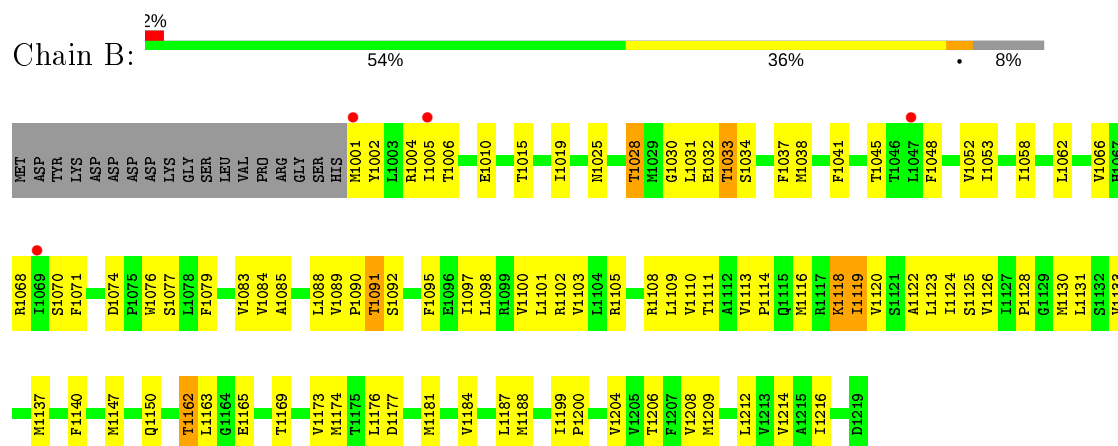 2%
Chain B:
54% 36% • 8%
MET ASP TYR LYS ASP ASP ASP ASP LYS GLY SER LEU VAL PRO ARG GLY SER HIS M1001 Y1002 L1003 R1004 I1005 T1006 E1010 T1015 I1019 N1025 T1028 M1029 G1030 L1031 E1032 T1033 S1034 F1037 M1038 F1041 T1045 T1046 L1047 F1048 V1052 I1053 I1058 L1062 V1066 H1067
R1068 I1069 S1070 F1071 D1074 P1075 W1076 S1077 L1078 F1079 V1083 V1084 A1085 L1088 V1089 P1090 T1091 S1092 F1095 E1096 I1097 L1098 R1099 V1100 L1101 R1102 V1103 L1104 R1105 R1108 L1109 V1110 T1111 A1112 V1113 P1114 Q1115 M1116 R1117 K1118 I1119 V1120 S1121 A1122 L1123 I1124 S1125 V1126 I1127 P1128 G1129 M1130 L1131 S1132 V1133
M1137 F1140 M1147 Q1150 T1162 L1163 G1164 E1165 T1169 V1173 M1174 T1175 L1176 D1177 M1181 V1184 L1187 M1188 I1199 P1200 V1204 V1205 T1206 F1207 V1208 M1209 L1212 V1213 V1214 A1215 I1216 D1219